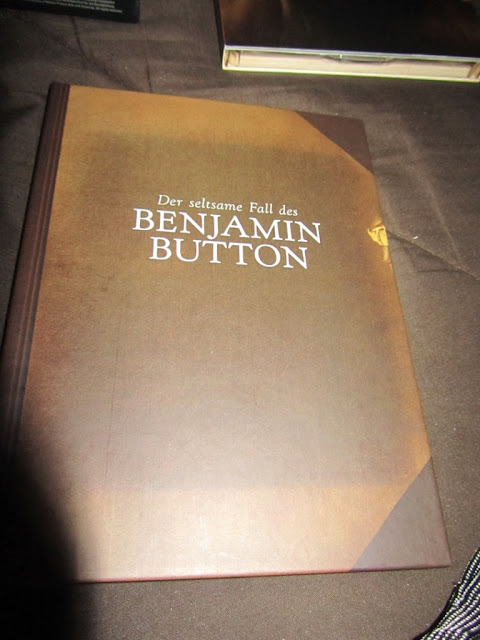 Der seltsame Fall des
BENJAMIN
BUTTON